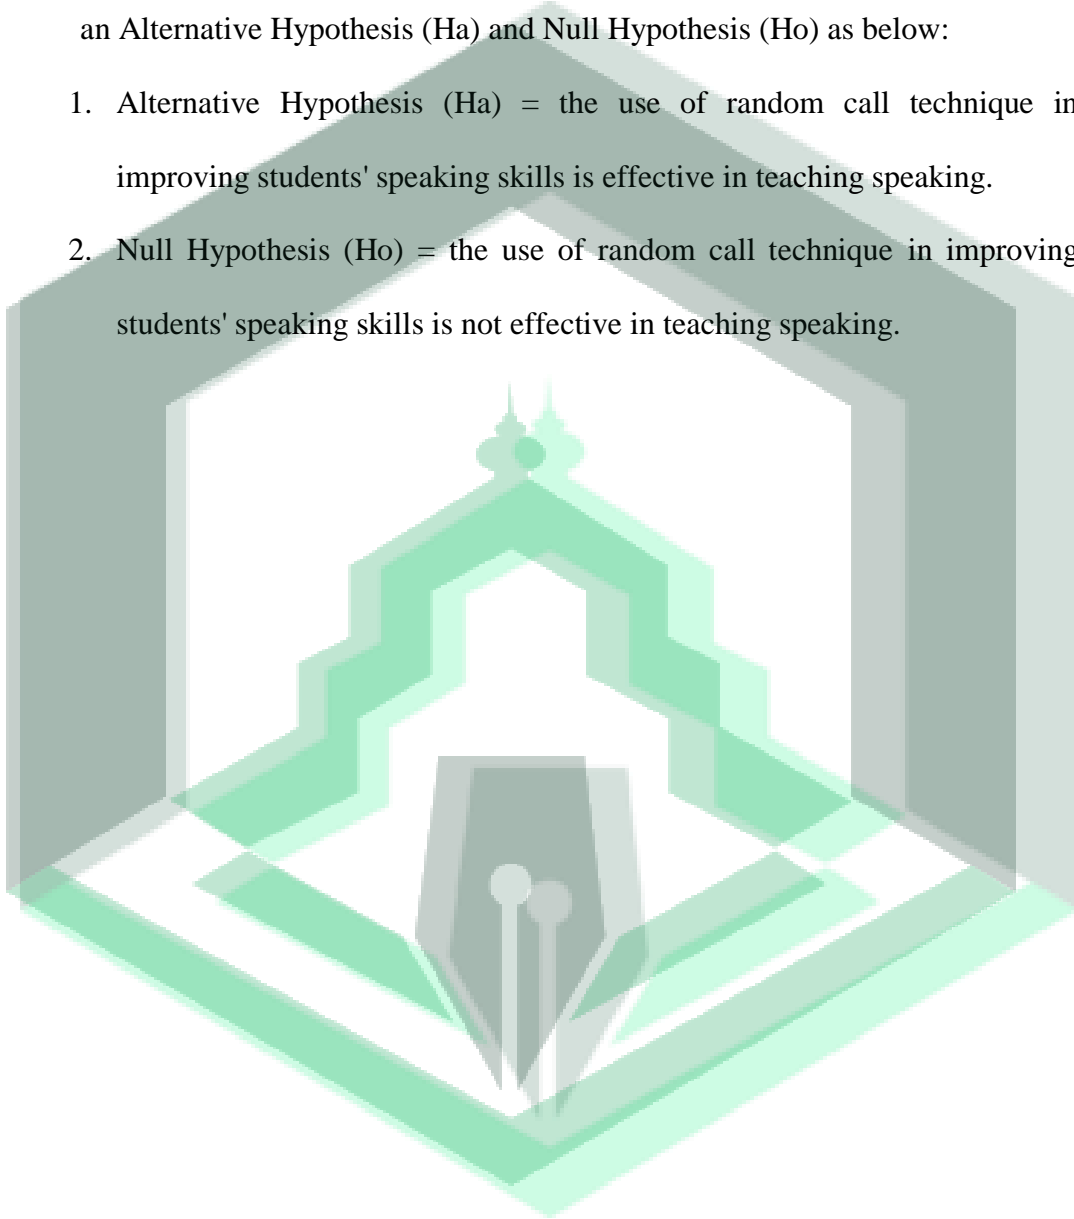 an Alternative Hypothesis (Ha) and Null Hypothesis (Ho) as below:
1. Alternative Hypothesis (Ha) = the use of random call technique in
improving students' speaking skills is effective in teaching speaking.
2. Null Hypothesis (Ho) = the use of random call technique in improving
students' speaking skills is not effective in teaching speaking.